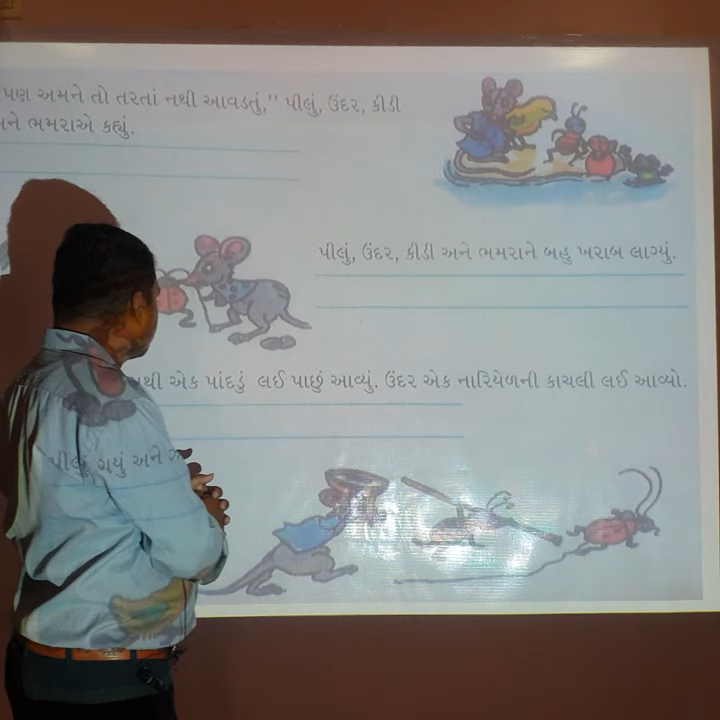 પણ અમને તો તરતાં નથી આવડતું,” પીલું, ઉંદર, કીડી
અને ભમરાએ કહ્યું.
પીલું, ઉંદર, કીડી અને ભમરાને બહુ ખરાબ લાગ્યું.
પીલું ગયું અને
થી એક પાંદડું લઈ પાછું આવ્યું. ઉંદર એક નારિયેળની કાચલી લઈ આવ્યો.